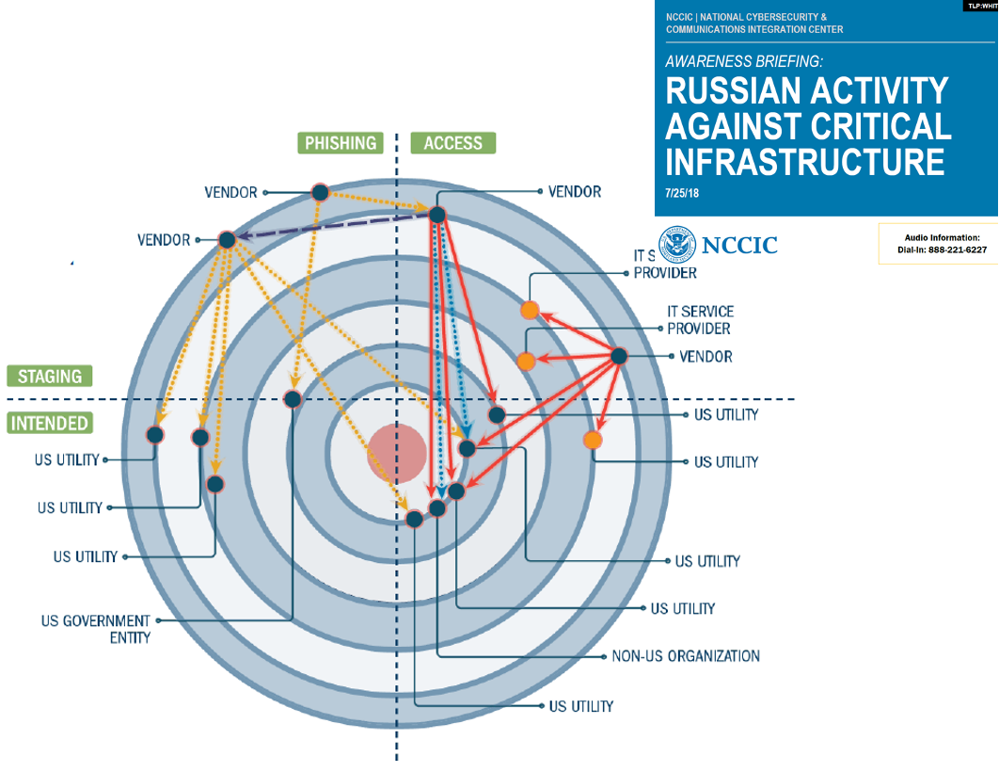 TLP:WHIT
NCCIC | NATIONAL CYBERSECURITY &
COMMUNICATIONS INTEGRATION CENTER
AWARENESS BRIEFING:
RUSSIAN ACTIVITY
AGAINST CRITICAL
INFRASTRUCTURE
7/25/18
NCCIC
Audio Information:
Dial-In: 888-221-6227
PHISHING
ACCESS
VENDOR
VENDOR
VENDOR
IT S
PROVIDER
IT SERVICE
PROVIDER
VENDOR
STAGING
INTENDED
US UTILITY
US UTILITY
US UTILITY
US UTILITY
US UTILITY
US UTILITY
US UTILITY
US GOVERNMENT
ENTITY
NON-US ORGANIZATION
US UTILITY